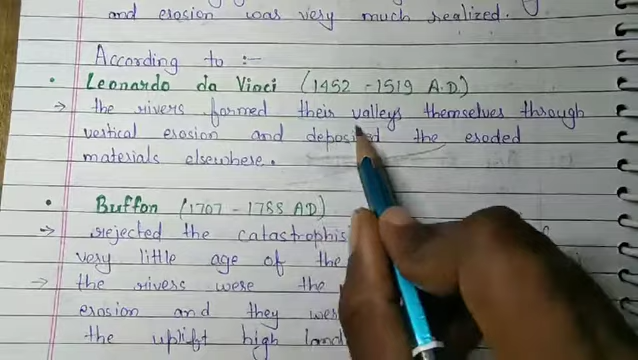 and erosion was very much realized.
According to :-
• Leonardo da Vinci (1452 - 1519 A.D.)
→ the rivers formed their valleys themselves through
vertical erosion and deposited the eroded
materials elsewhere.
• Buffon (1707 - 1788 AD)
→ rejected the catastrophis
very little age of the
→ the rivers were the
erosion and they wer
the uplift high land